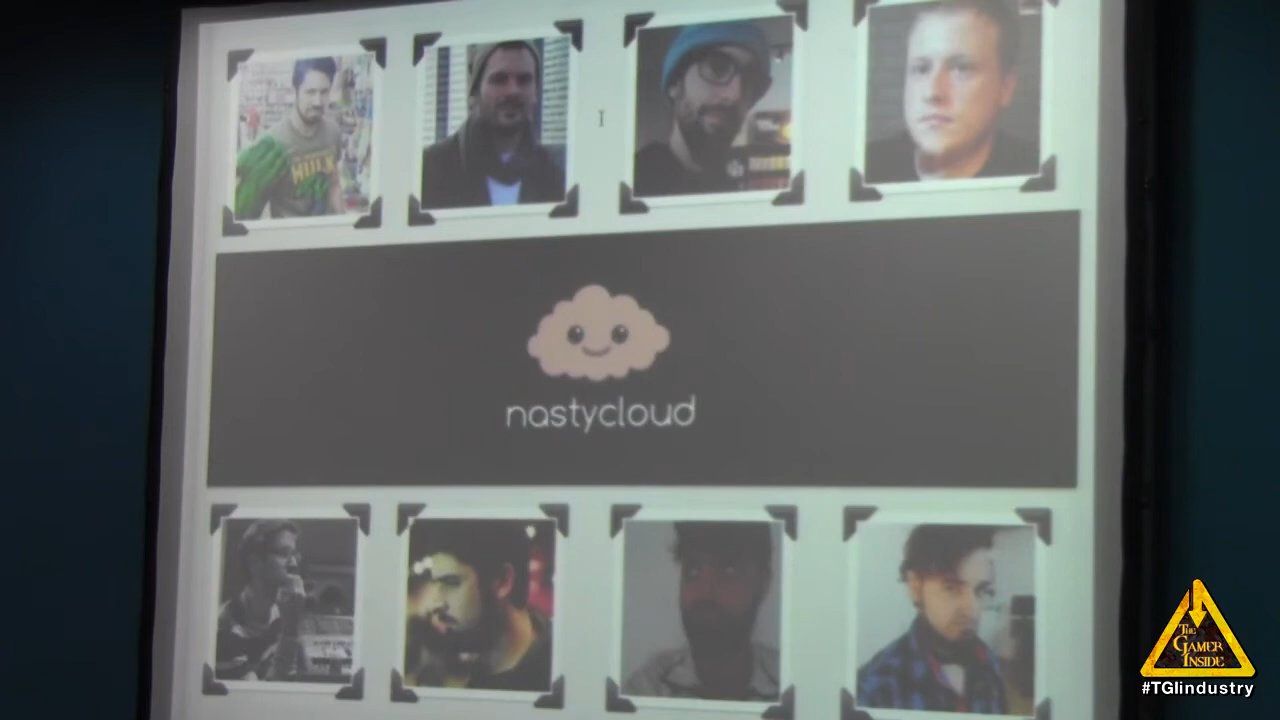 HULK
nastycloud
THE
GAMER
INSIDE
#TGIindustry